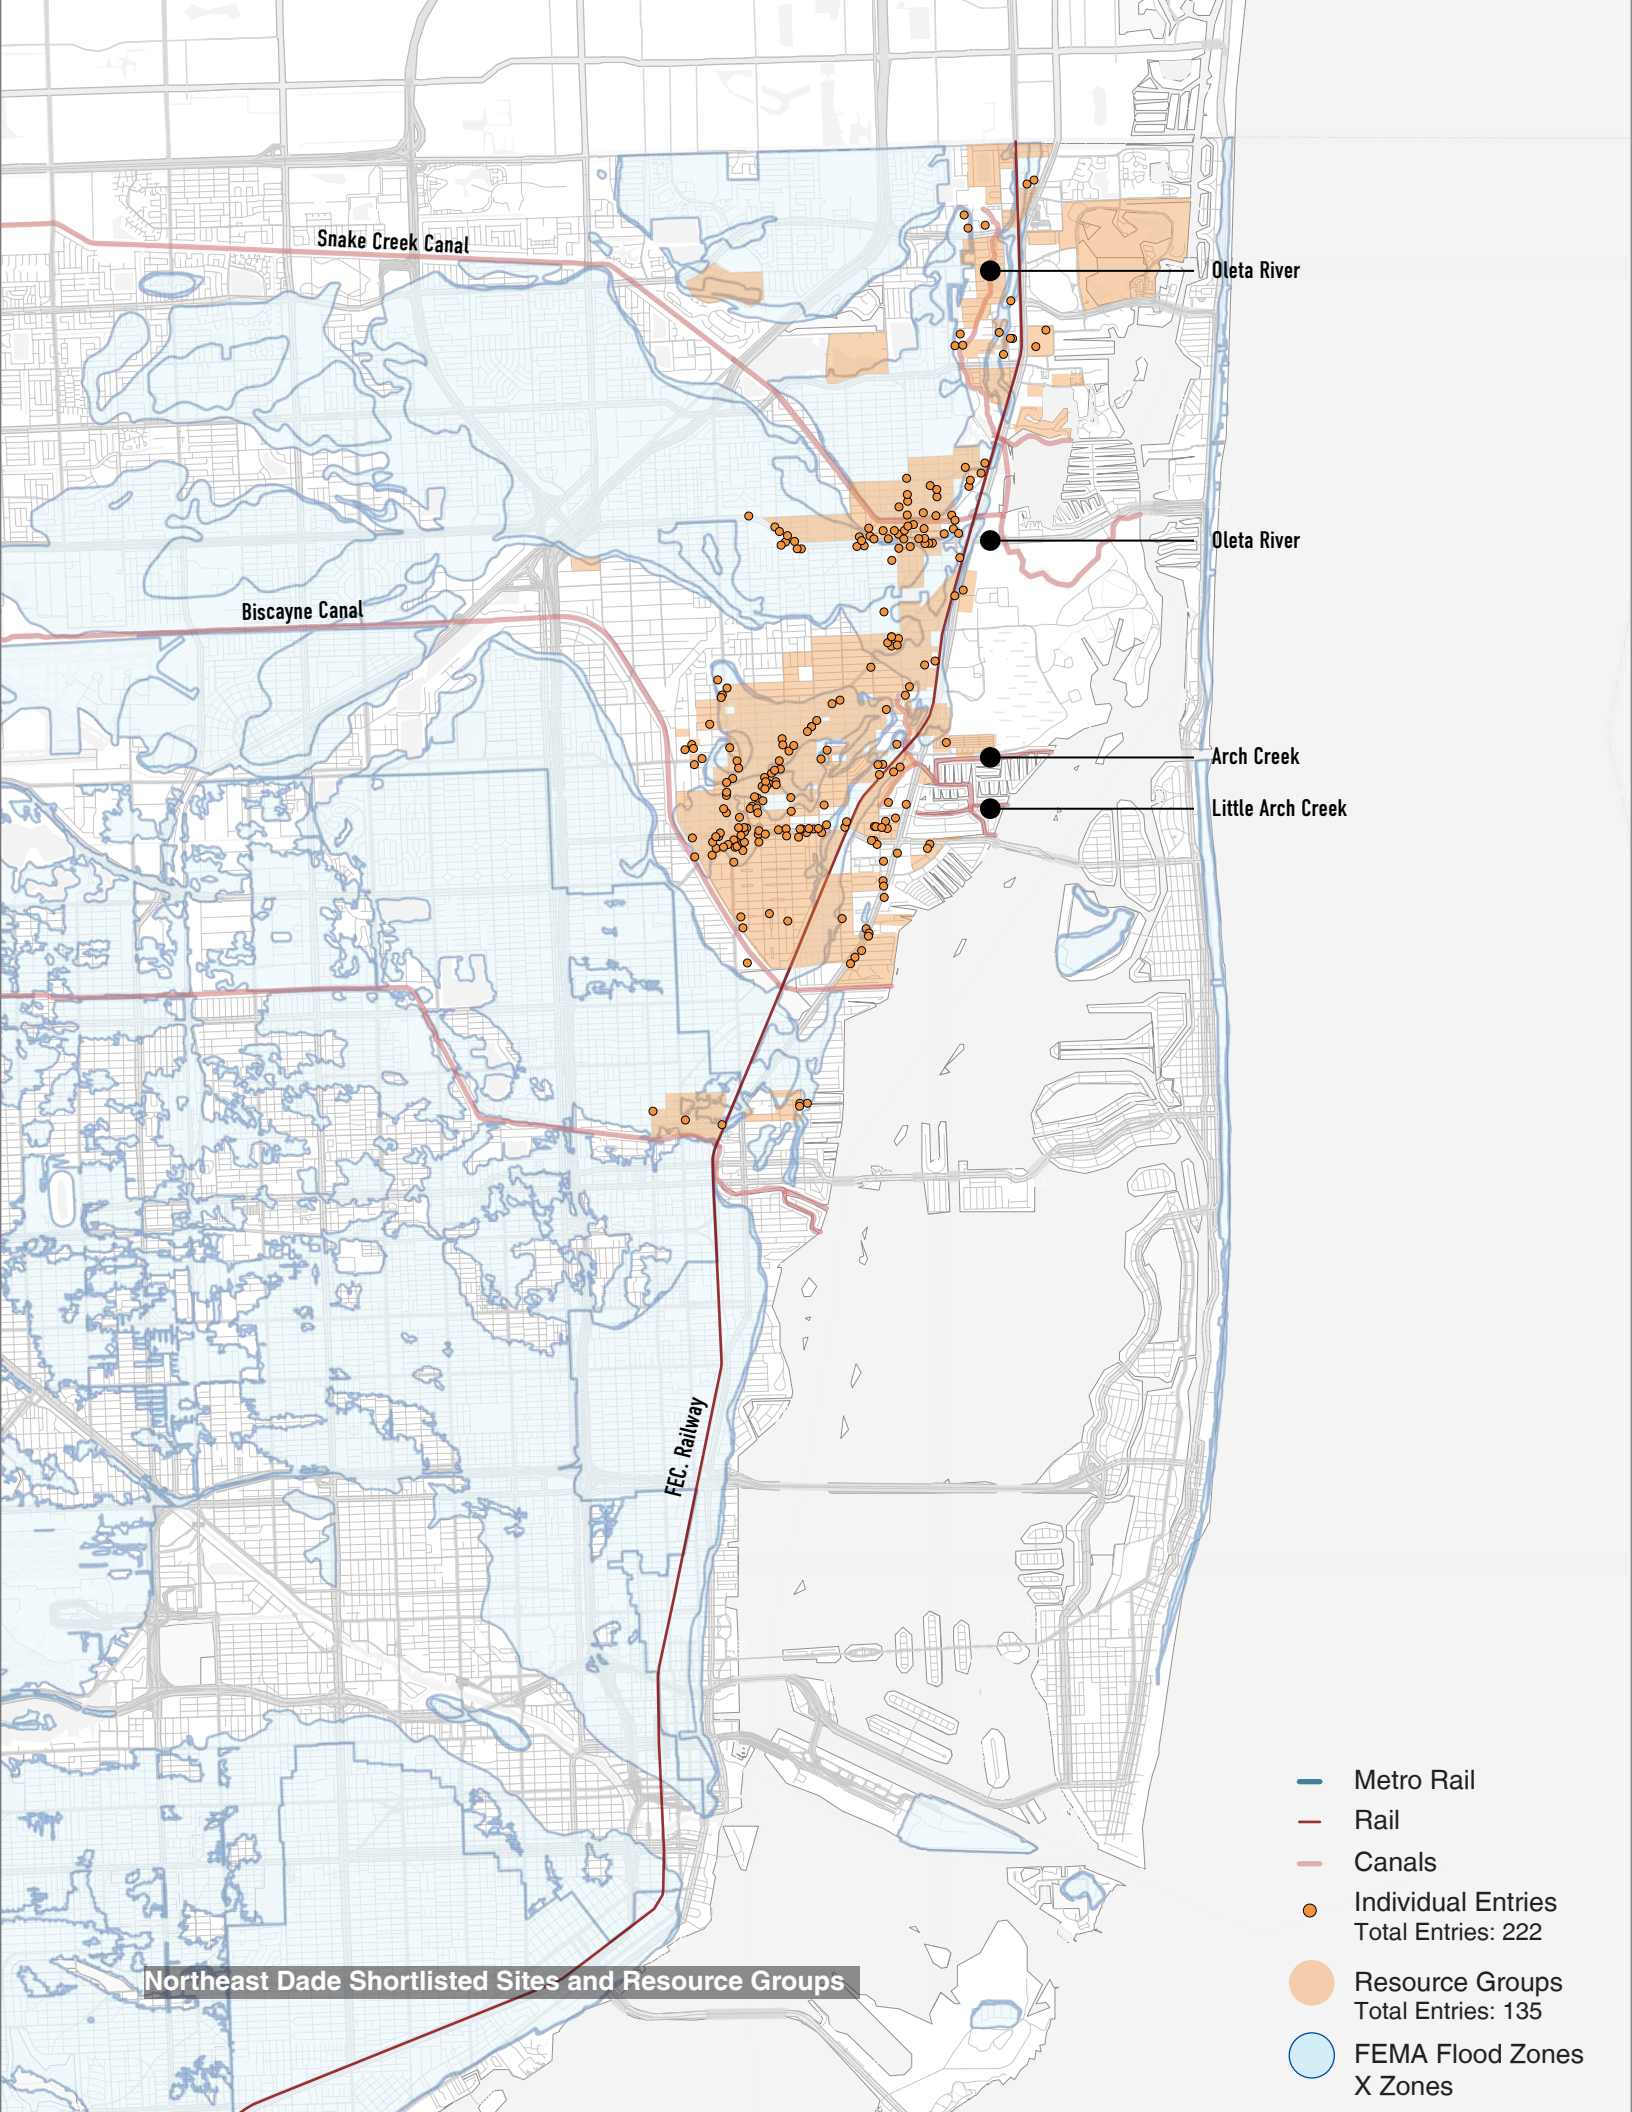 Snake Creek Canal
Oleta River
Oleta River
Biscayne Canal
Arch Creek
Little Arch Creek
FEC. Railway
Metro Rail
Rail
Canals
Individual Entries
Total Entries: 222
Northeast Dade Shortlisted Sites and Resource Groups
Resource Groups
Total Entries: 135
FEMA Flood Zones
X Zones